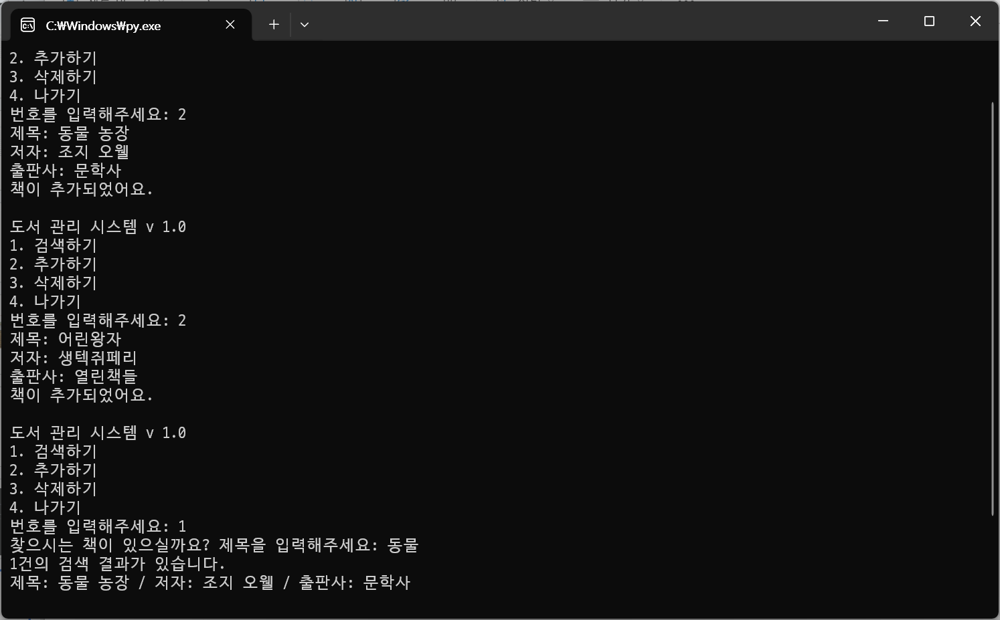 C:₩Windows₩py.exe
2. 추가하기
3. 삭제하기
4. 나가기
번호를 입력해주세요: 2
제목: 동물 농장
저자: 조지 오웰
출판사: 문학사
책이 추가되었어요.
도서 관리 시스템 v 1.0
1. 검색하기
2. 추가하기
3. 삭제하기
4. 나가기
번호를 입력해주세요: 2
제목: 어린왕자
저자: 생텍쥐페리
출판사: 열린책들
책이 추가되었어요.
도서 관리 시스템 v 1.0
1. 검색하기
2. 추가하기
3. 삭제하기
4. 나가기
번호를 입력해주세요: 1
찾으시는 책이 있으실까요? 제목을 입력해주세요: 동물
1건의 검색 결과가 있습니다.
제목: 동물 농장 / 저자: 조지 오웰 / 출판사: 문학사